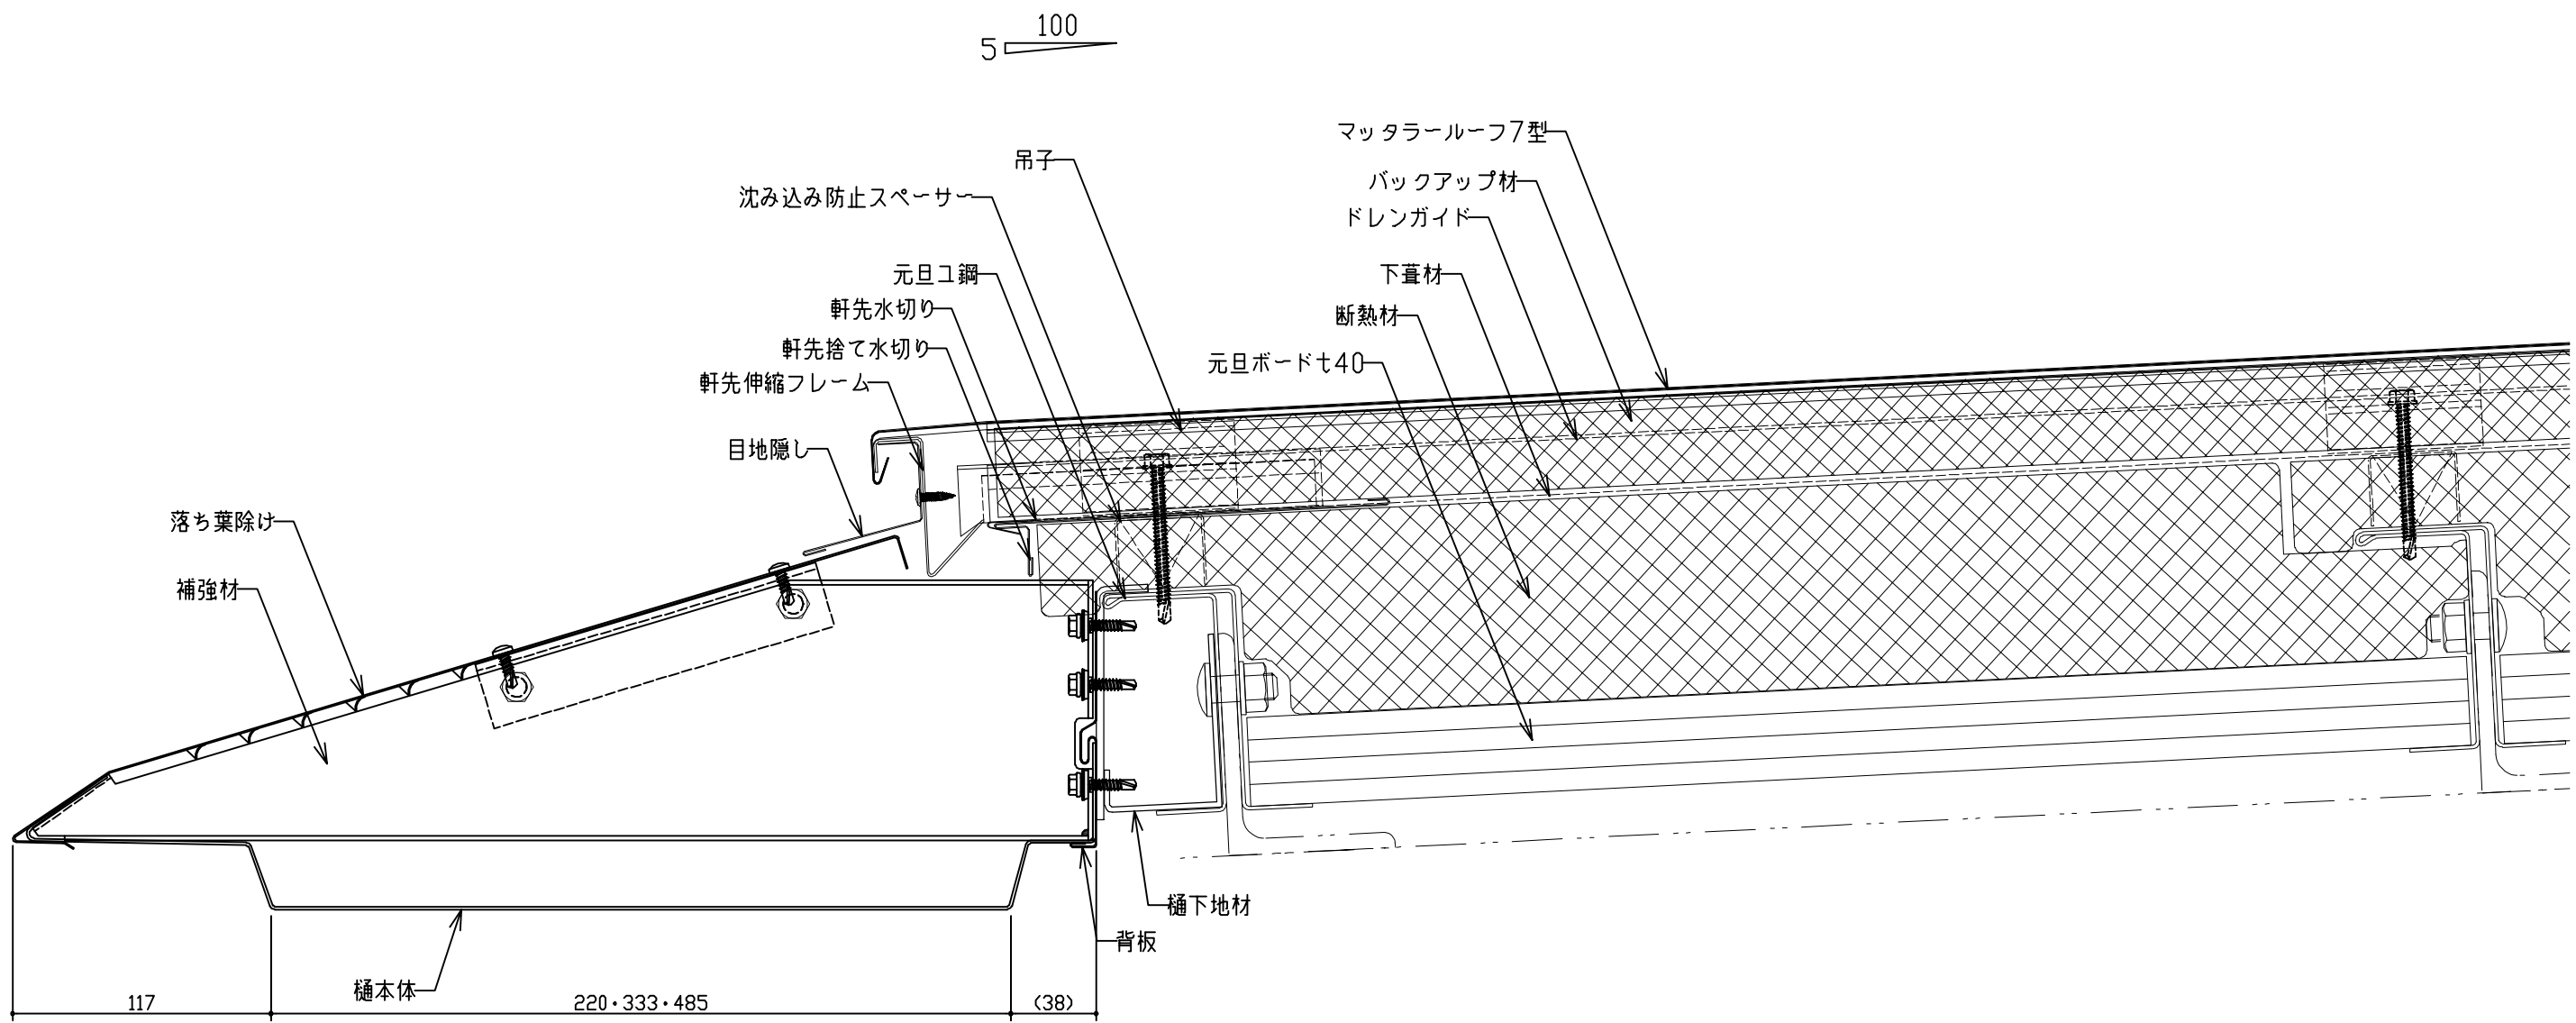 100
5
マッタラールーフ7型
吊子
バックアップ材
沈み込み防止スペーサー
ドレンガイド
元旦ユ鋼
下葺材
軒先水切り
断熱材
軒先捨て水切り
元旦ボードt40
軒先伸縮フレーム
目地隠し
落ち葉除け
補強材
樋下地材
背板
樋本体
117
220・333・485
(38)